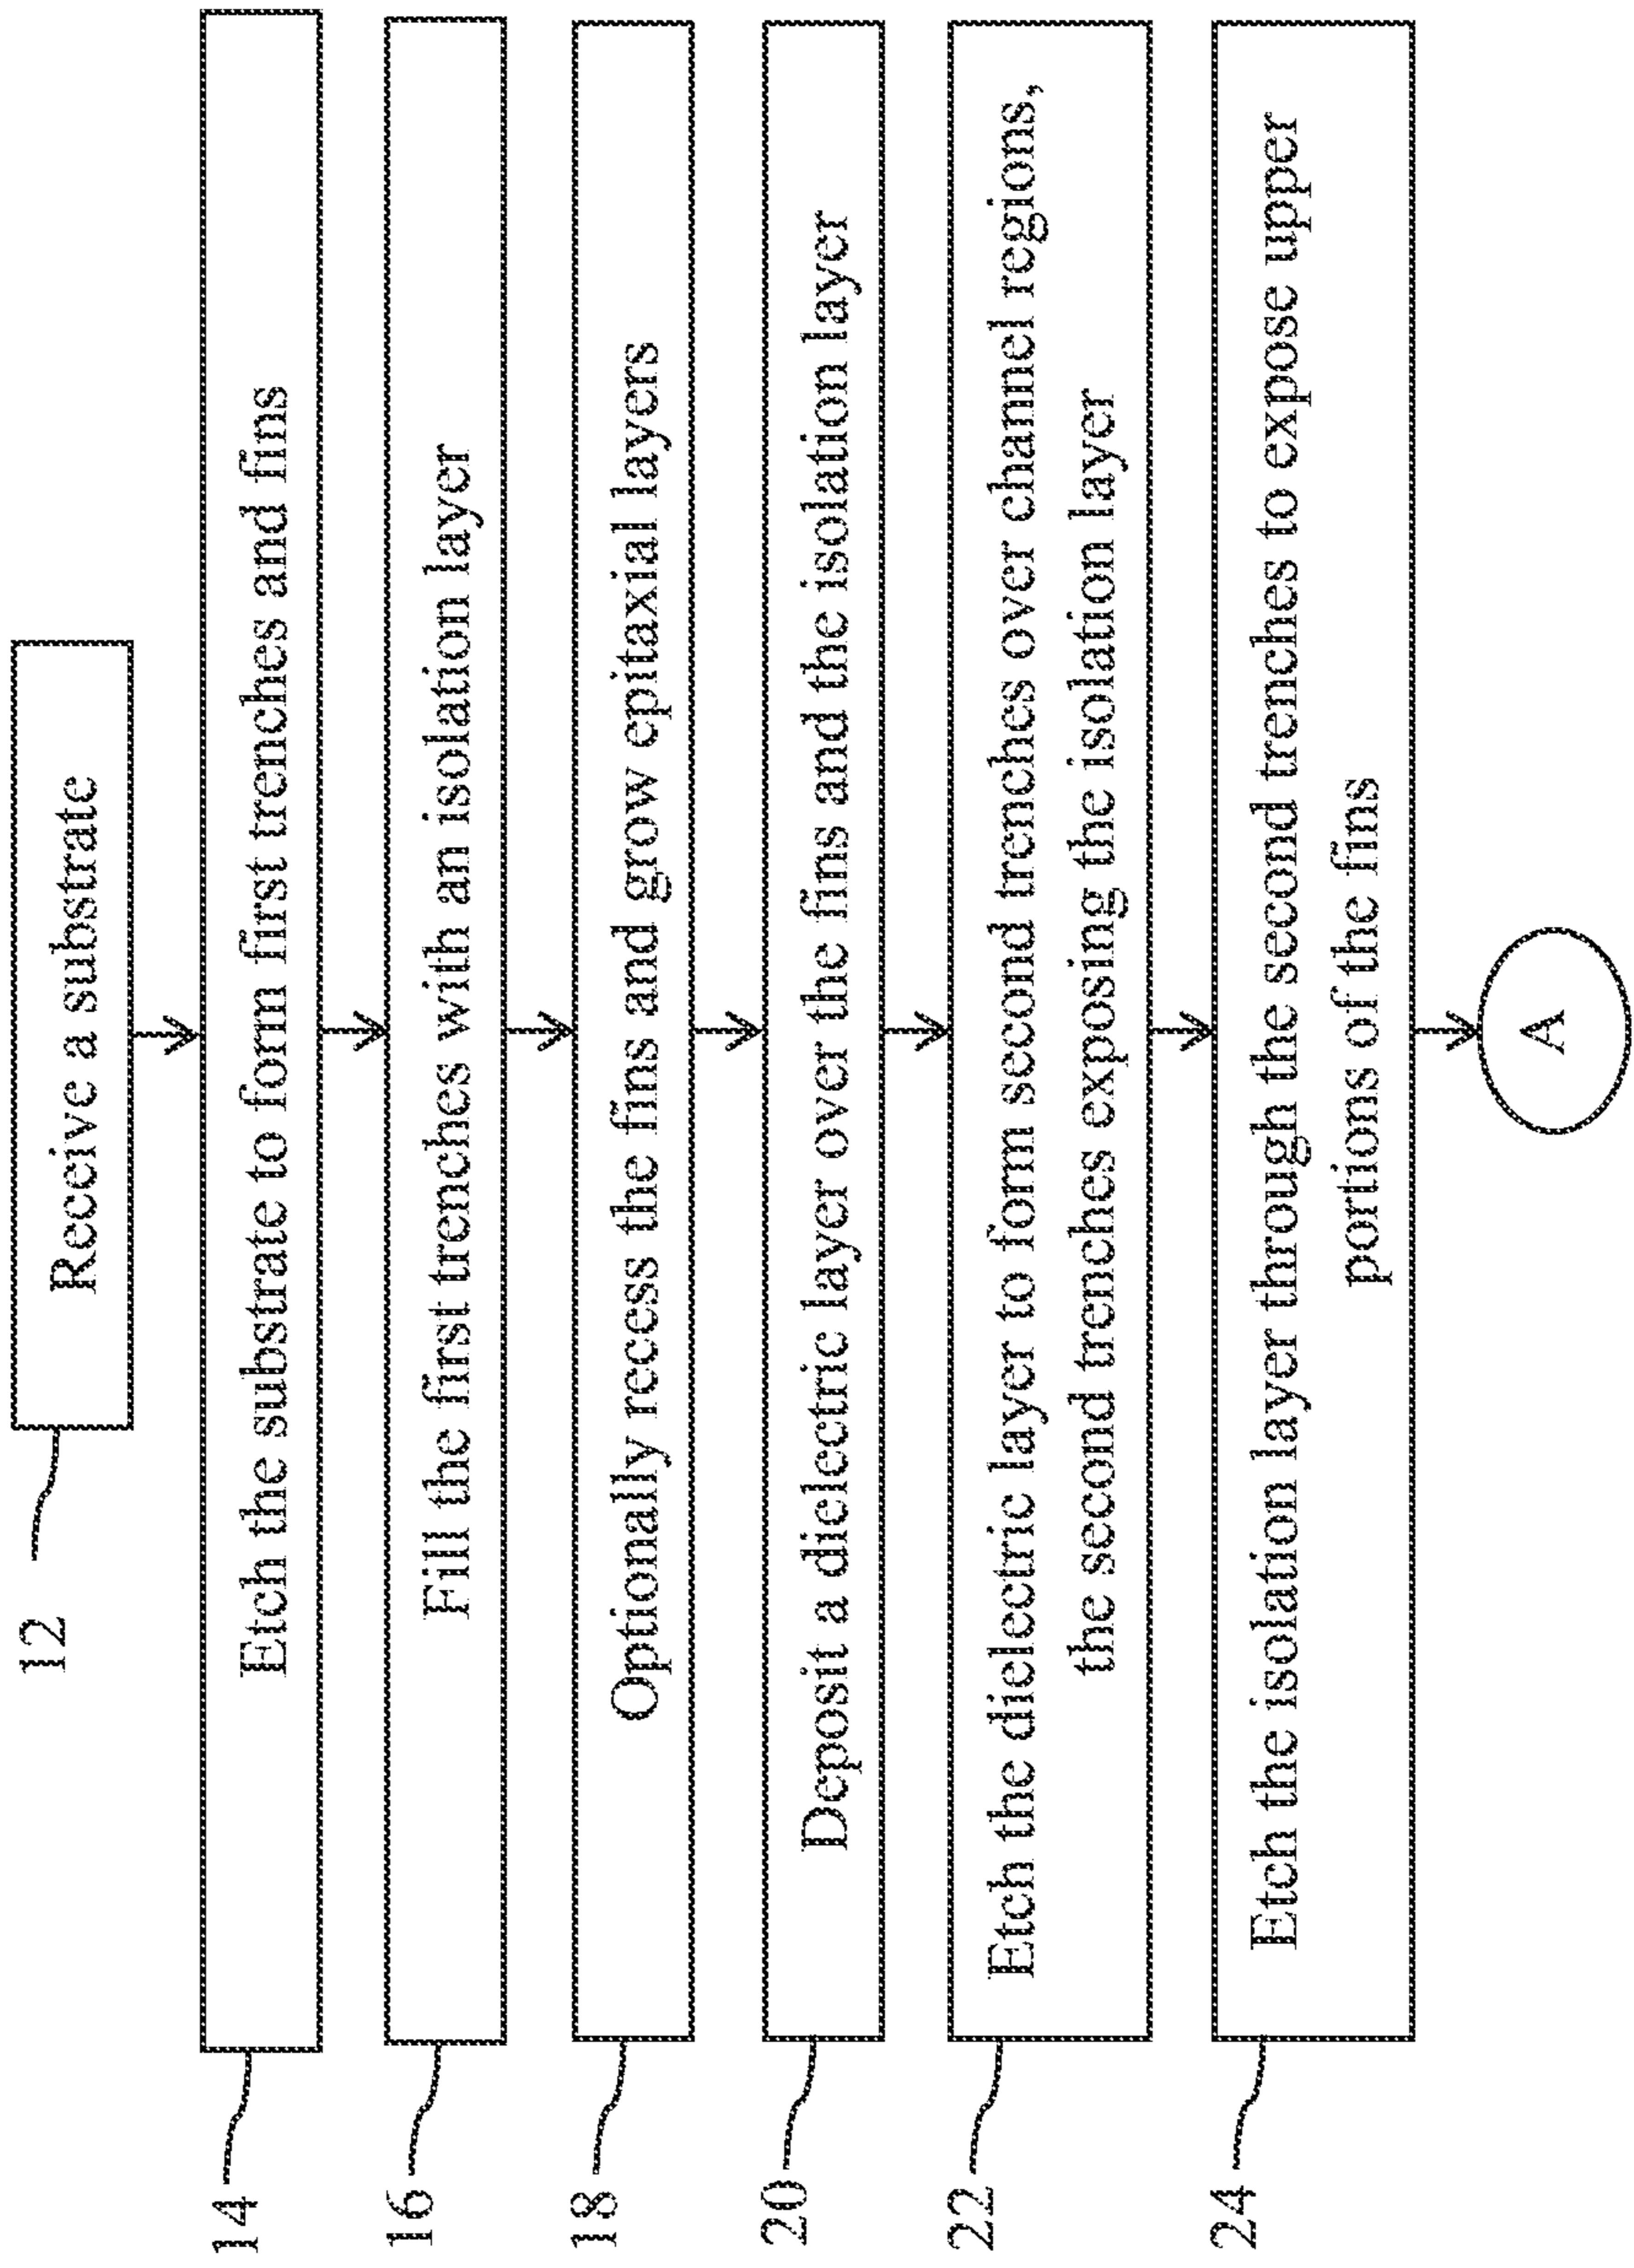 12
Receive a substrate
14
Etch the substrate to form first trenches and fins
16
Fill the first trenches with an isolation layer
18
Optionally recess the fins and grow epitaxial layers
20
Deposit a dielectric layer over the fins and the isolation layer
22
Etch the dielectric layer to form second trenches over channel regions,
the second trenches exposing the isolation layer
24
Etch the isolation layer through the second trenches to expose upper
portions of the fins
A